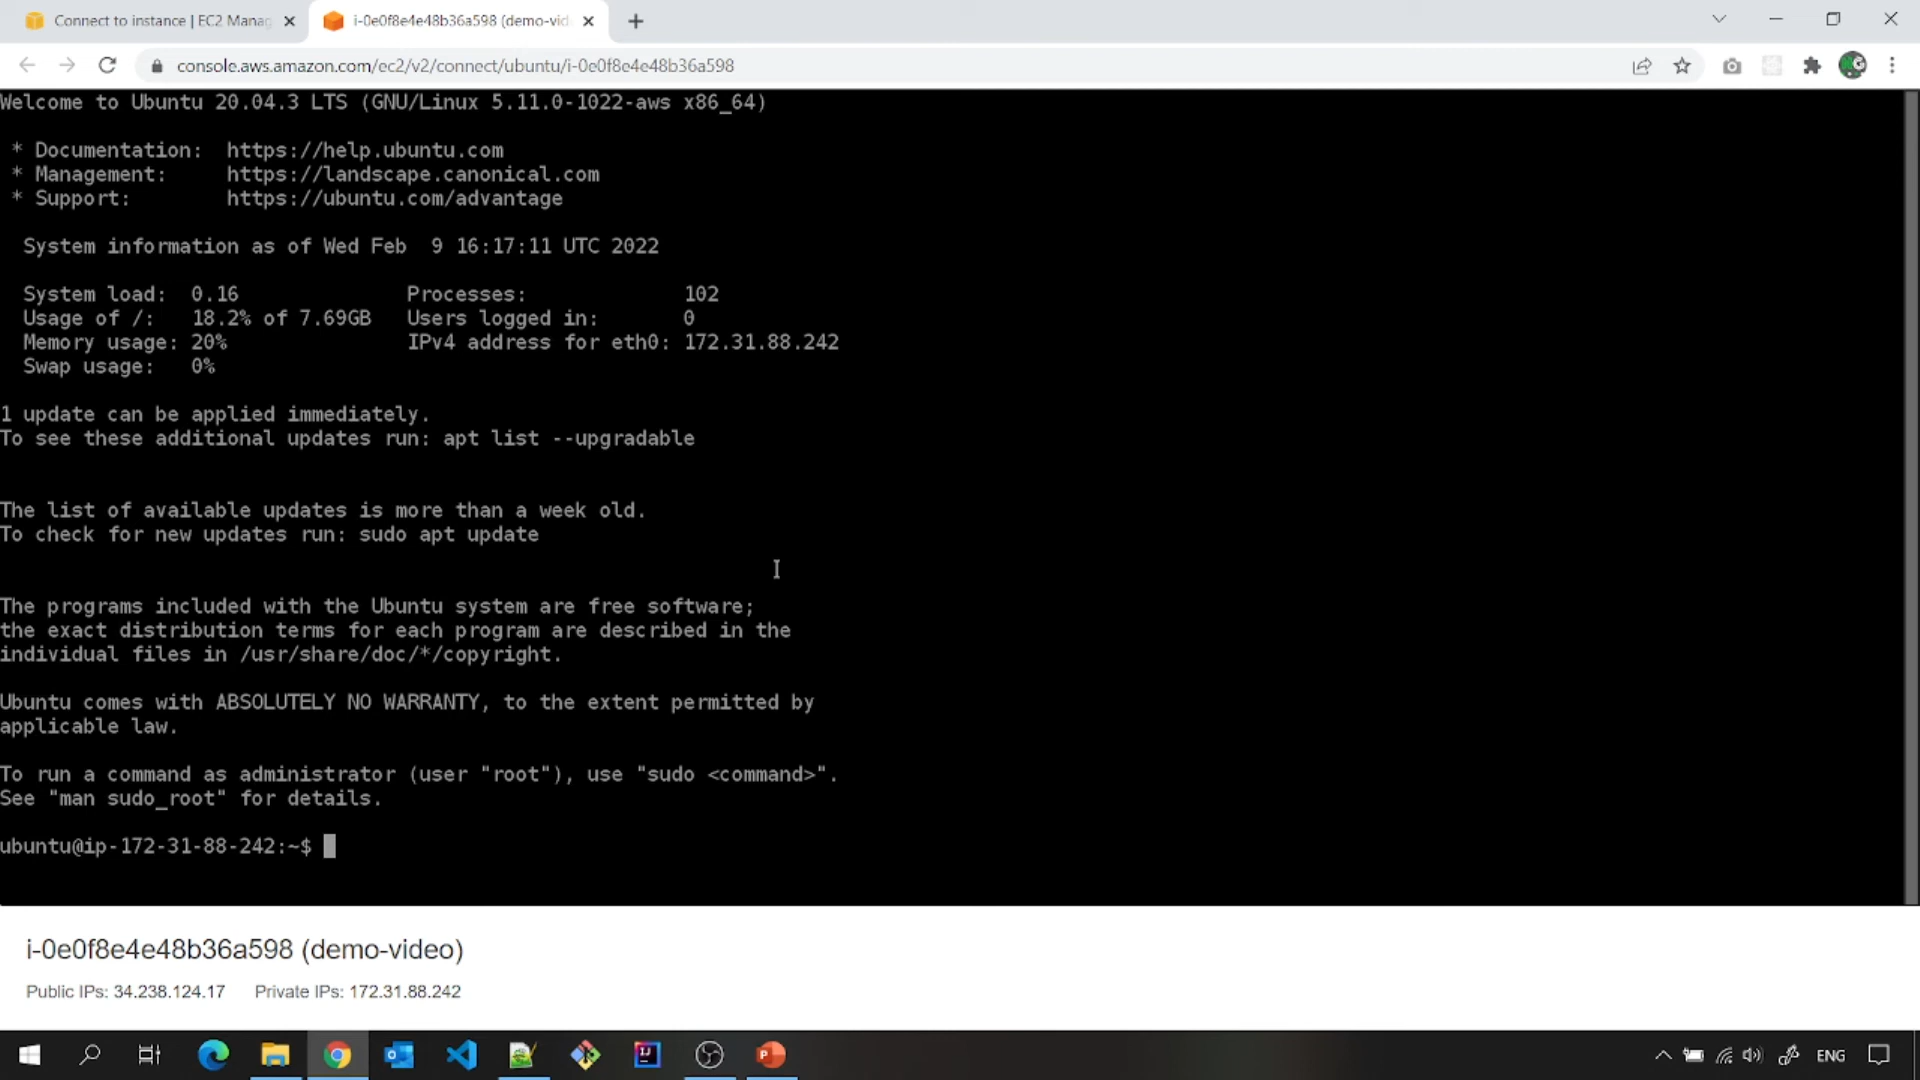 Connect to instance | EC2 Manag
i-0e0f8e4e48b36a598 (demo-vid
console.aws.amazon.com/ec2/v2/connect/ubuntu/i-0e0f8e4e48b36a598
Welcome to Ubuntu 20.04.3 LTS (GNU/Linux 5.11.0-1022-aws x86_64)
* Documentation:  https://help.ubuntu.com
* Management:     https://landscape.canonical.com
* Support:        https://ubuntu.com/advantage
System information as of Wed Feb  9 16:17:11 UTC 2022
System load:  0.16              Processes:             102
Usage of /:   18.2% of 7.69GB   Users logged in:       0
Memory usage: 20%               IPv4 address for eth0: 172.31.88.242
Swap usage:   0%
1 update can be applied immediately.
To see these additional updates run: apt list --upgradable
The list of available updates is more than a week old.
To check for new updates run: sudo apt update
The programs included with the Ubuntu system are free software;
the exact distribution terms for each program are described in the
individual files in /usr/share/doc/*/copyright.
Ubuntu comes with ABSOLUTELY NO WARRANTY, to the extent permitted by
applicable law.
To run a command as administrator (user "root"), use "sudo <command>".
See "man sudo_root" for details.
ubuntu@ip-172-31-88-242:~$
i-0e0f8e4e48b36a598 (demo-video)
Public IPs: 34.238.124.17 Private IPs: 172.31.88.242
ENG